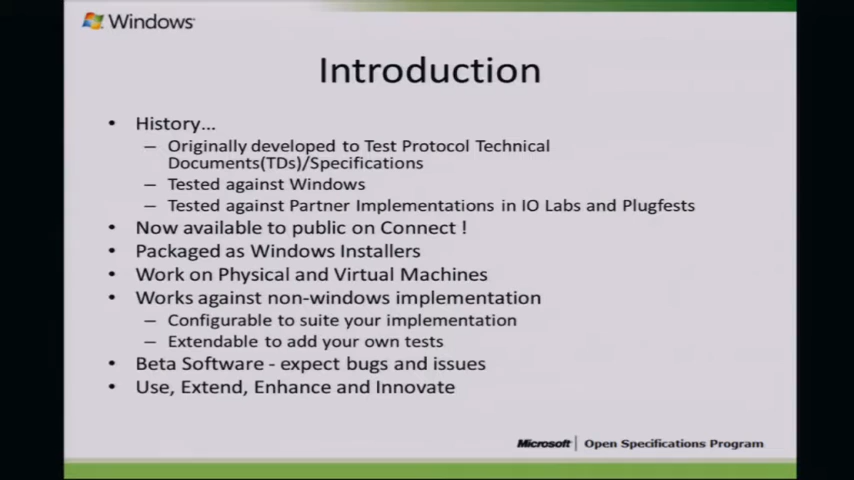 Windows
Introduction
• History...
– Originally developed to Test Protocol Technical
Documents(TDs)/Specifications
– Tested against Windows
– Tested against Partner Implementations in IO Labs and Plugfests
• Now available to public on Connect !
• Packaged as Windows Installers
• Work on Physical and Virtual Machines
• Works against non-windows implementation
– Configurable to suite your implementation
– Extendable to add your own tests
• Beta Software - expect bugs and issues
• Use, Extend, Enhance and Innovate
Microsoft | Open Specifications Program